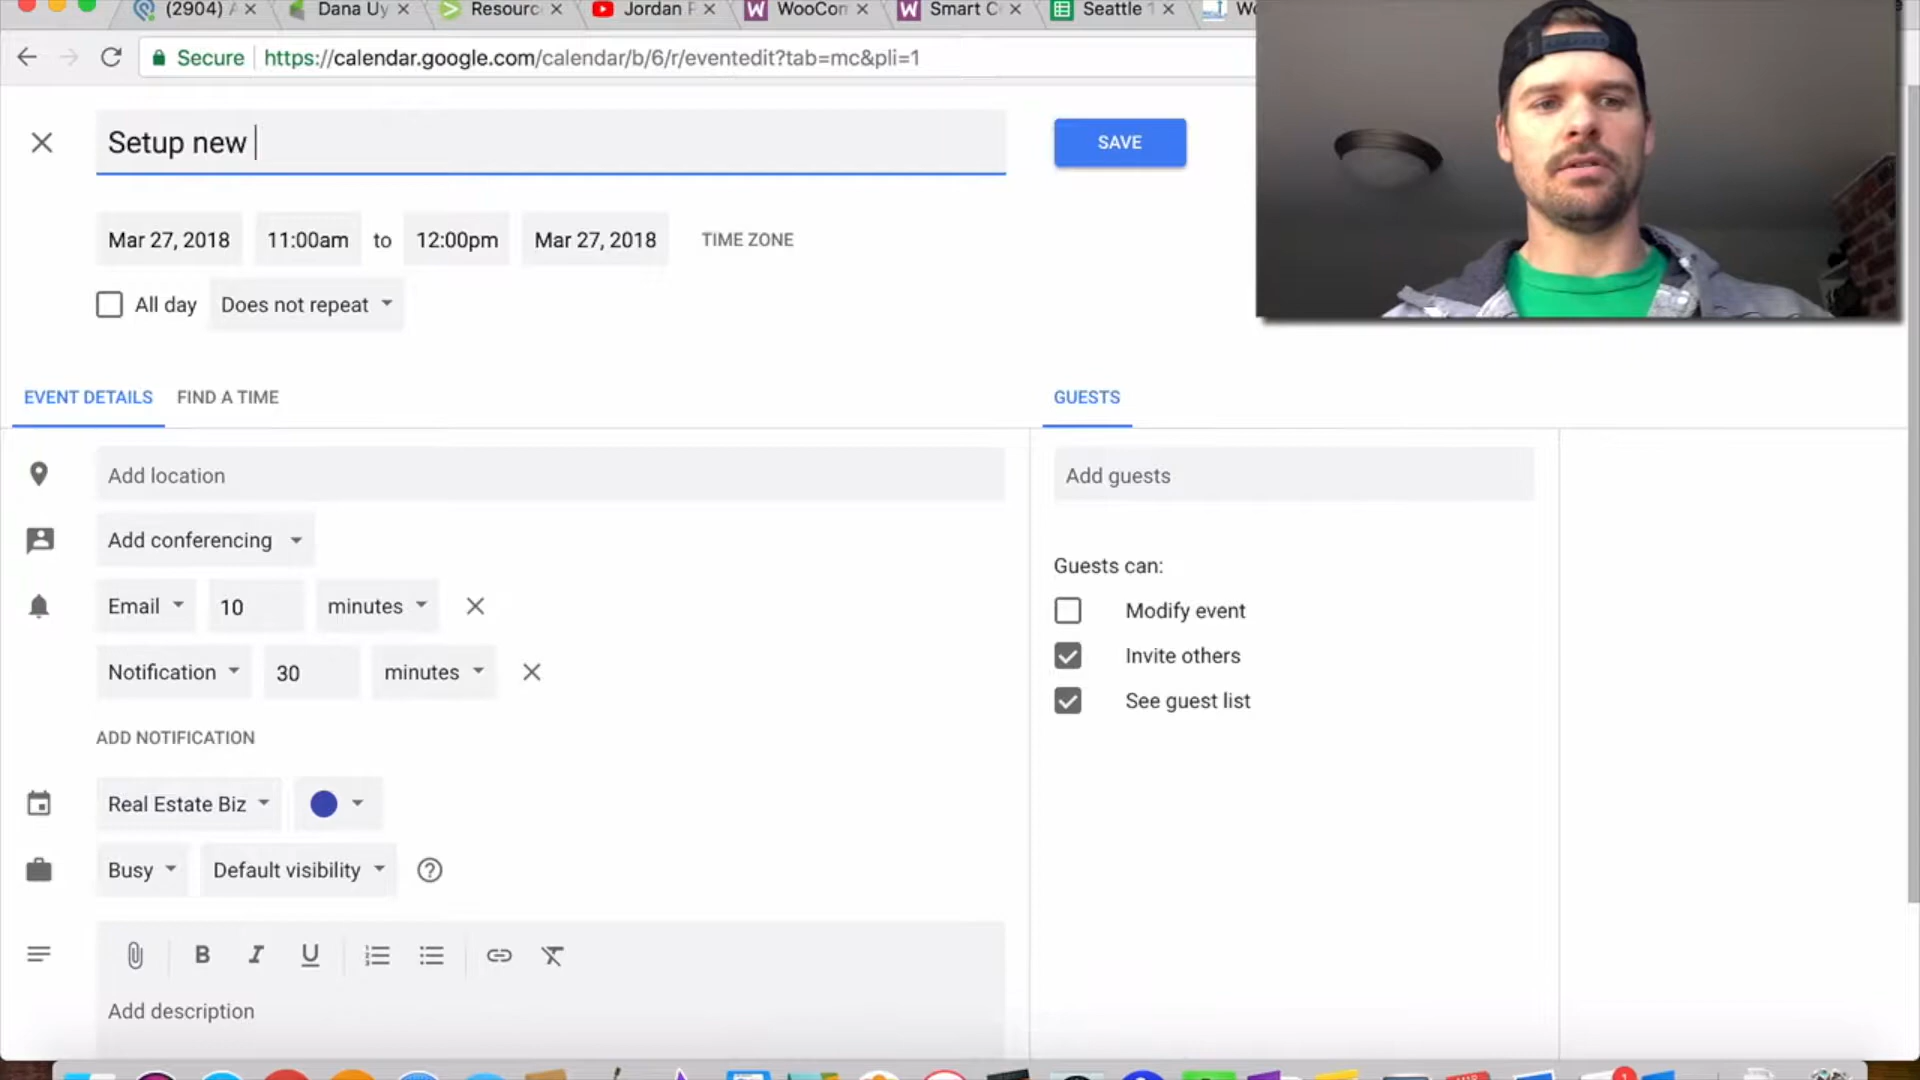 (2904)
Dana Uy
Resourc
Jordan
WooCon
Smart C
Seattle
Secure
https://calendar.google.com/calendar/b/6/r/eventedit?tab=mc&pli=1
Setup new
SAVE
Mar 27, 2018 11:00am to 12:00pm Mar 27, 2018 TIME ZONE
All day Does not repeat
EVENT DETAILS FIND A TIME
GUESTS
Add location
Add guests
Add conferencing
Guests can:
Email 10 minutes
Modify event
Invite others
Notification 30 minutes
See guest list
ADD NOTIFICATION
Real Estate Biz
Busy Default visibility
B I U
Add description